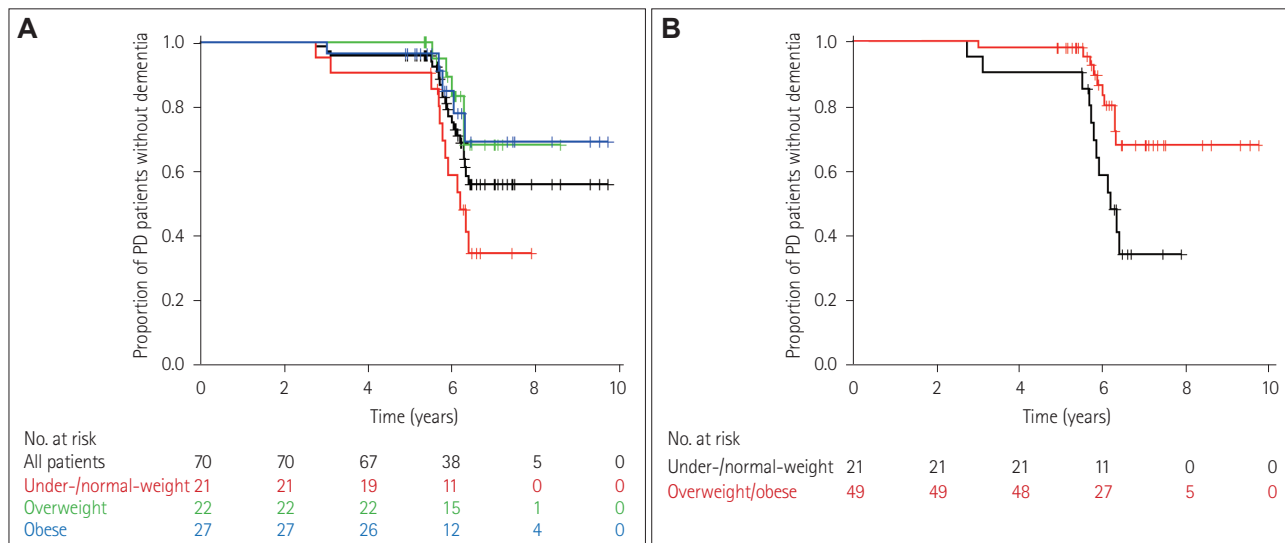 A
Proportion of PD patients without dementia
1.0
0.8
0.6
0.4
0.2
0.0
0 2 4 6 8 10
Time (years)
No. at risk
All patients 70 70 67 38 5 0
Under-/normal-weight 21 21 19 11 0 0
Overweight 22 22 22 15 1 0
Obese 27 27 26 12 4 0
B
Proportion of PD patients without dementia
1.0
0.8
0.6
0.4
0.2
0.0
0 2 4 6 8 10
Time (years)
No. at risk
Under-/normal-weight 21 21 21 11 0 0
Overweight/obese 49 49 48 27 5 0